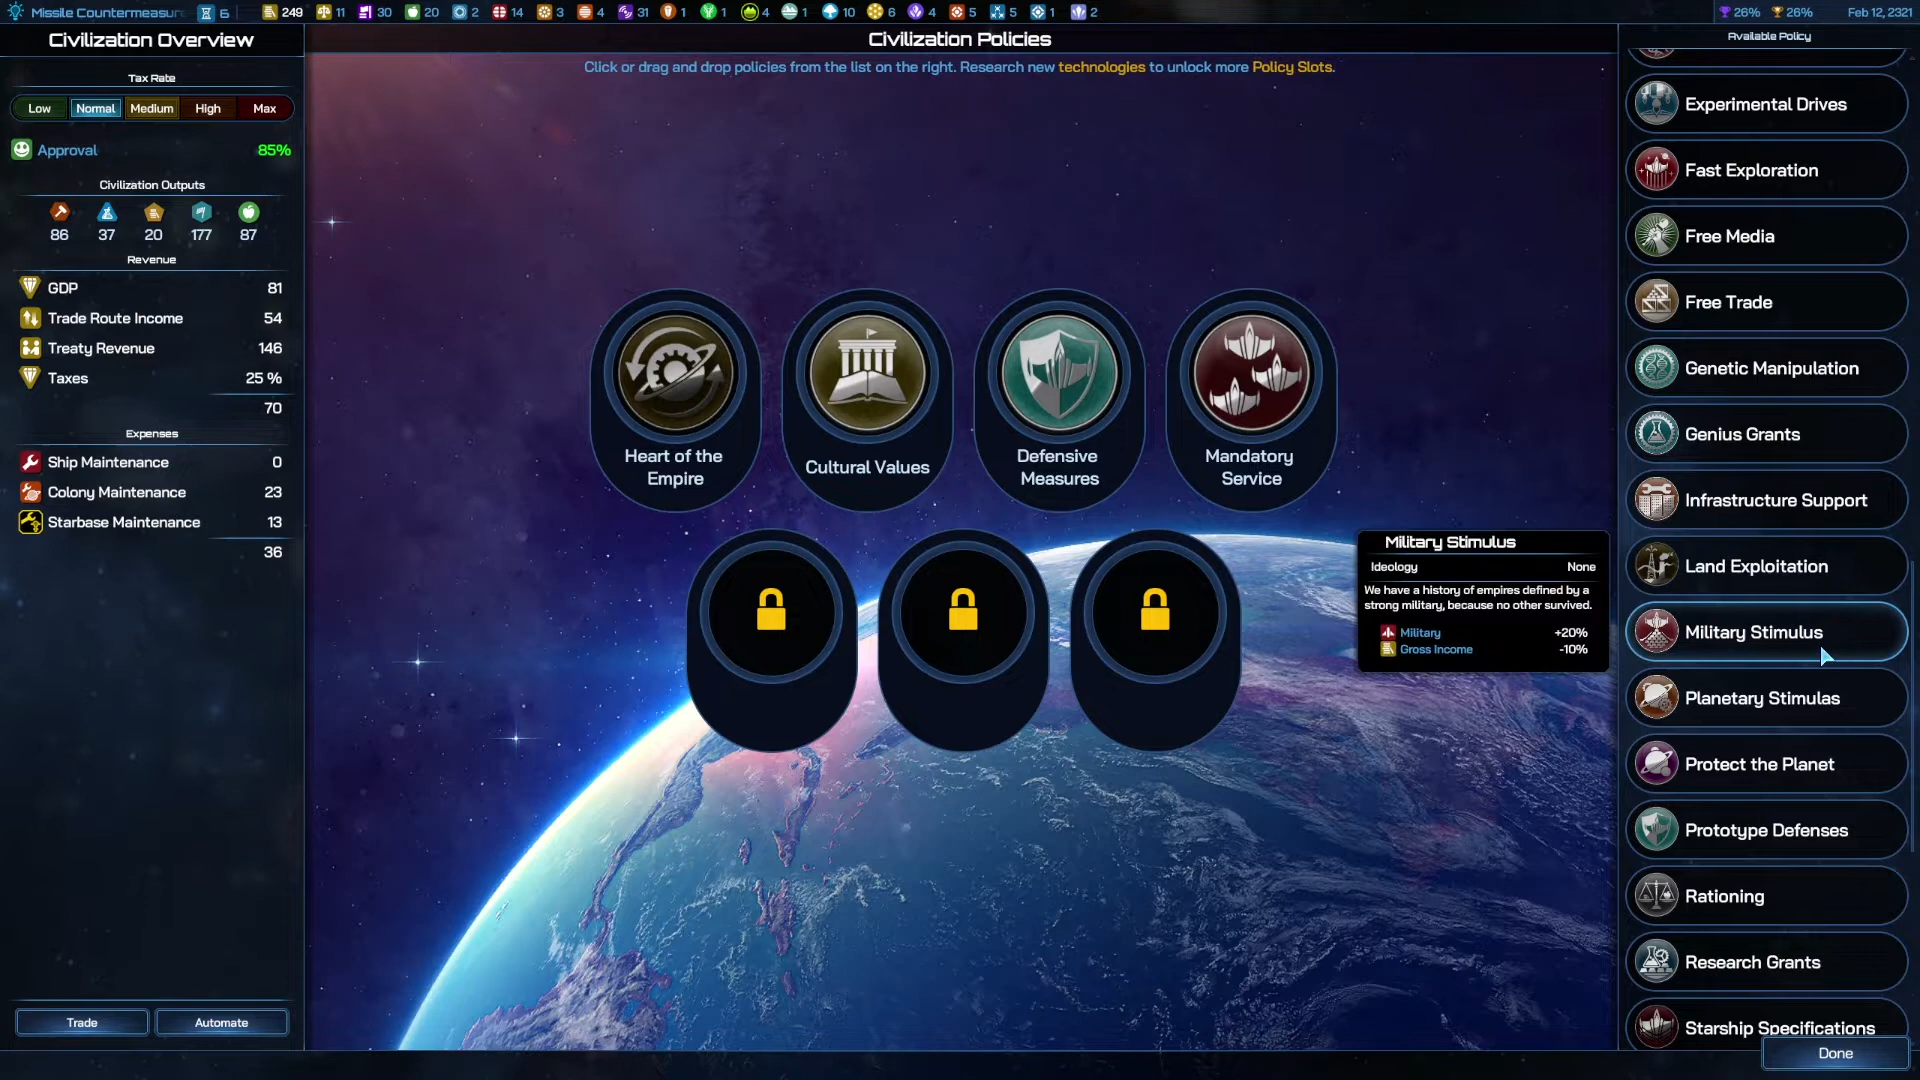 Missile Countermeasur
6
249
11
30
20
2
14
3
4
31
1
1
4
1
10
6
4
5
5
1
2
26%
26%
Feb 12, 2321
Civilization Overview
Tax Rate
Low
Normal
Medium
High
Max
Approval
85%
Civilization Outputs
86
37
20
177
87
Revenue
GDP 81
Trade Route Income 54
Treaty Revenue 146
Taxes 25 %
70
Expenses
Ship Maintenance 0
Colony Maintenance 23
Starbase Maintenance 13
36
Trade
Automate
Civilization Policies
Click or drag and drop policies from the list on the right. Research new technologies to unlock more Policy Slots.
Heart of the
Empire
Cultural Values
Defensive
Measures
Mandatory
Service
Military Stimulus
Ideology None
We have a history of empires defined by a
strong military, because no other survived.
Military +20%
Gross Income -10%
Available Policy
Experimental Drives
Fast Exploration
Free Media
Free Trade
Genetic Manipulation
Genius Grants
Infrastructure Support
Land Exploitation
Military Stimulus
Planetary Stimulas
Protect the Planet
Prototype Defenses
Rationing
Research Grants
Starship Specifications
Done